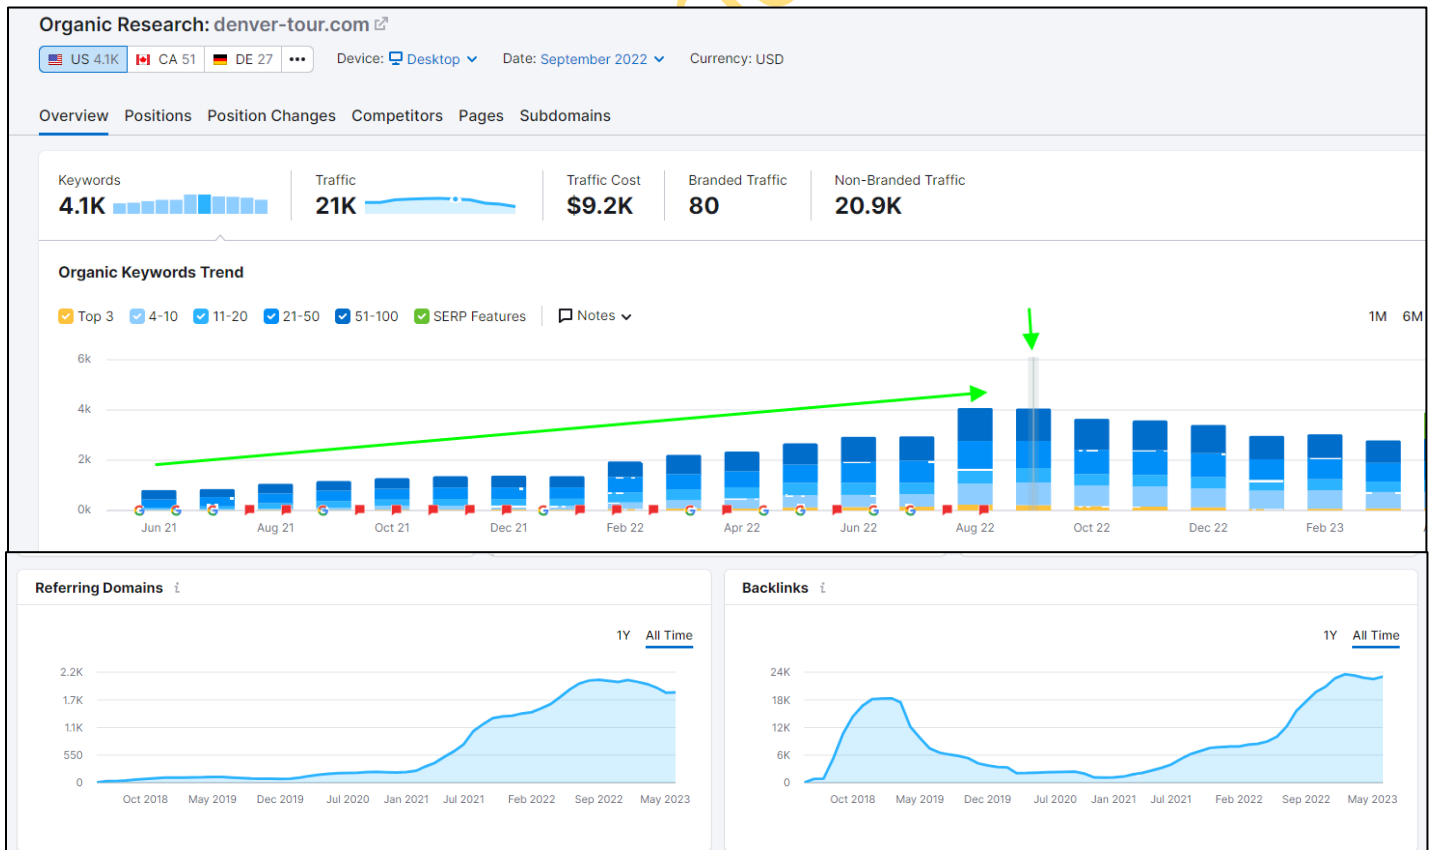 Organic Research: denver-tour.com
US 4.1K CA 51 DE 27 ••• Device: Desktop Date: September 2022 Currency: USD
Overview Positions Position Changes Competitors Pages Subdomains
Keywords Traffic Traffic Cost Branded Traffic Non-Branded Traffic
4.1K 21K $9.2K 80 20.9K
Organic Keywords Trend
Top 3 4-10 11-20 21-50 51-100 SERP Features Notes 1M 6M
6k
4k
2k
0k
Jun 21 Aug 21 Oct 21 Dec 21 Feb 22 Apr 22 Jun 22 Aug 22 Oct 22 Dec 22 Feb 23
Referring Domains i
1Y All Time
2.2K
1.7K
1.1K
550
0
Oct 2018 May 2019 Dec 2019 Jul 2020 Jan 2021 Jul 2021 Feb 2022 Sep 2022 May 2023
Backlinks i
1Y All Time
24K
18K
12K
6K
0
Oct 2018 May 2019 Dec 2019 Jul 2020 Jan 2021 Jul 2021 Feb 2022 Sep 2022 May 2023